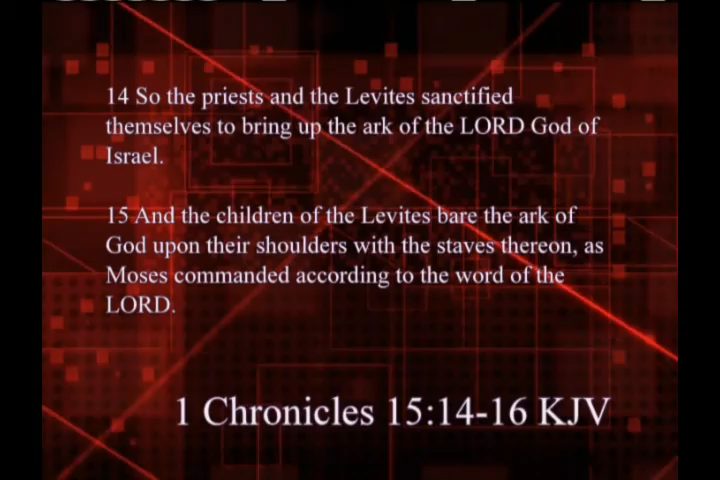 14 So the priests and the Levites sanctified
themselves to bring up the ark of the LORD God of
Israel.
15 And the children of the Levites bare the ark of
God upon their shoulders with the staves thereon, as
Moses commanded according to the word of the
LORD.
1 Chronicles 15:14-16 KJV